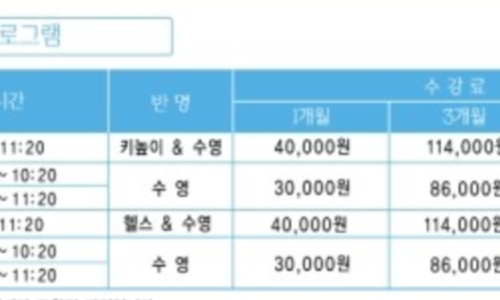 로그램
시간 반 명 수 강 료
1개월 3개월
11:20 키높이 & 수영 40,000원 114,000원
~ 10:20 수 영 30,000원 86,000원
~ 11:20
11:20 헬스 & 수영 40,000원 114,000원
~ 10:20 수 영 30,000원 86,000원
~ 11:20